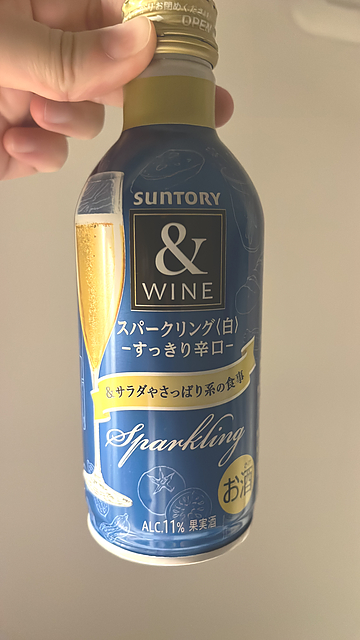 OPEN
SUNTORY
&
WINE
スパークリング〈白〉
−すっきり辛口−
&サラダやさっぱり系の食事
Sparkling
お酒
ALC.11% 果実酒